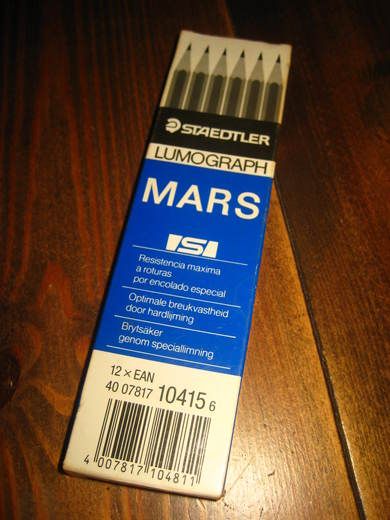 STAEDTLER
LUMOGRAPH
MARS
S
Resistencia maxima
a roturas
por encolado especial
Optimale breukvastheid
door hardlijming
Brytsäker
genom speciallimning
12 x EAN
40 07817 10415 6
4 007817 104811